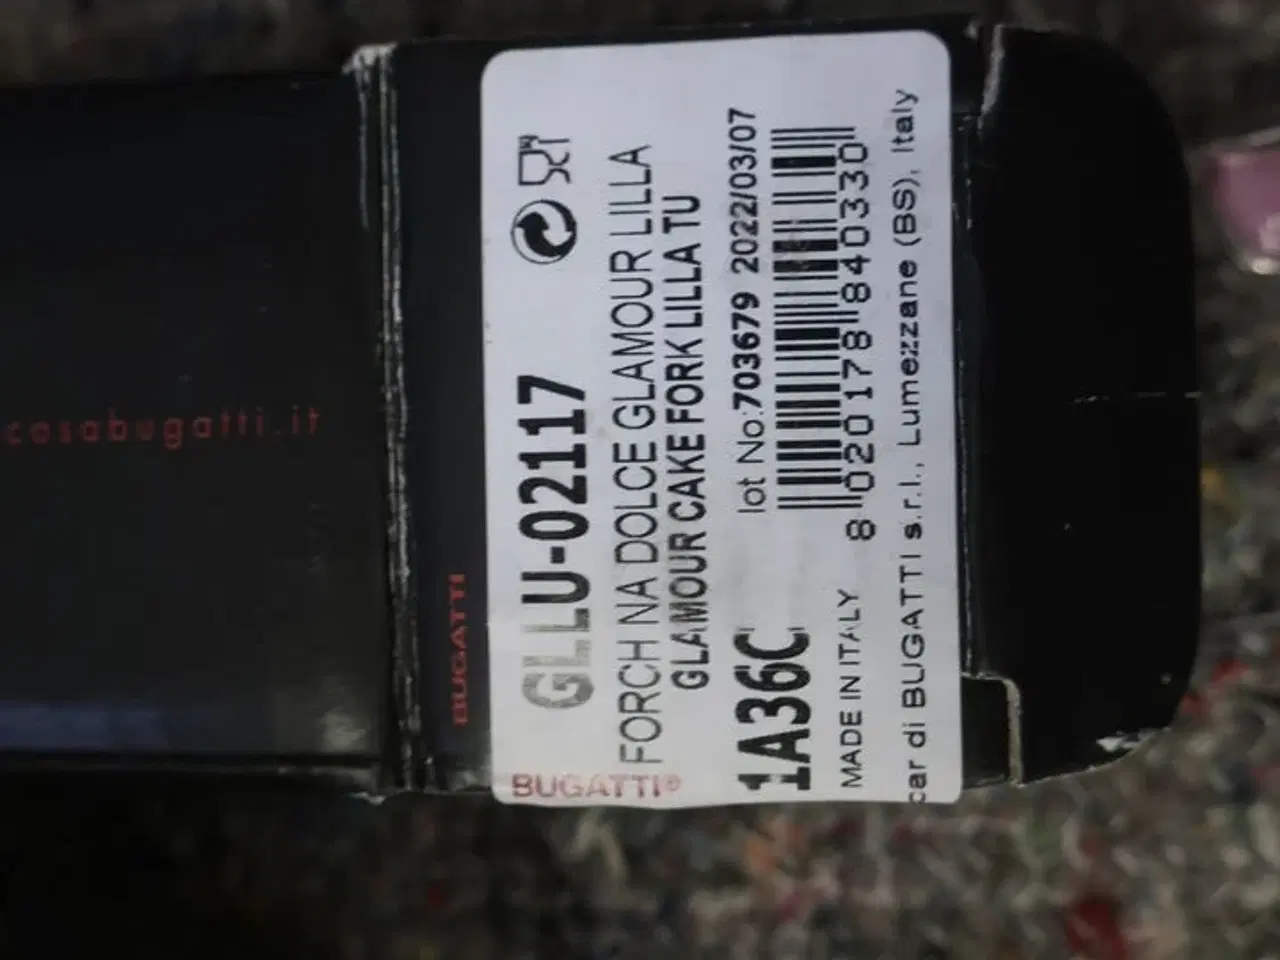 casabugatti.it
BUGATTI
BUGATTI®
GLLU-02117
FORCH NA DOLCE GLAMOUR LILLA
GLAMOUR CAKE FORK LILLA TU
1A36C
lot No:703679 2022/03/07
MADE IN ITALY
8 020178 840330
car di BUGATTI s.r.l., Lumezzane (BS), Italy